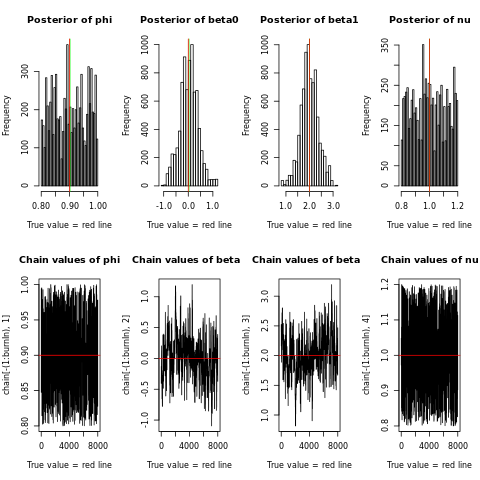 Posterior of phi
Posterior of beta0
Posterior of beta1
Posterior of nu
Frequency
0 100 200 300
0.80 0.90 1.00
True value = red line
Frequency
0 200 400 600 800 1000
-1.0 0.0 1.0
True value = red line
Frequency
0 200 400 600 800 1000
1.0 2.0 3.0
True value = red line
Frequency
0 50 150 250 350
0.8 1.0 1.2
True value = red line
Chain values of phi
Chain values of beta
Chain values of beta
Chain values of nu
chain[-(1:burnIn), 1]
0.80 0.85 0.90 0.95 1.00
0 4000 8000
True value = red line
chain[-(1:burnIn), 2]
-1.0 -0.5 0.0 0.5 1.0
0 4000 8000
True value = red line
chain[-(1:burnIn), 3]
1.0 1.5 2.0 2.5 3.0
0 4000 8000
True value = red line
chain[-(1:burnIn), 4]
0.8 0.9 1.0 1.1 1.2
0 4000 8000
True value = red line